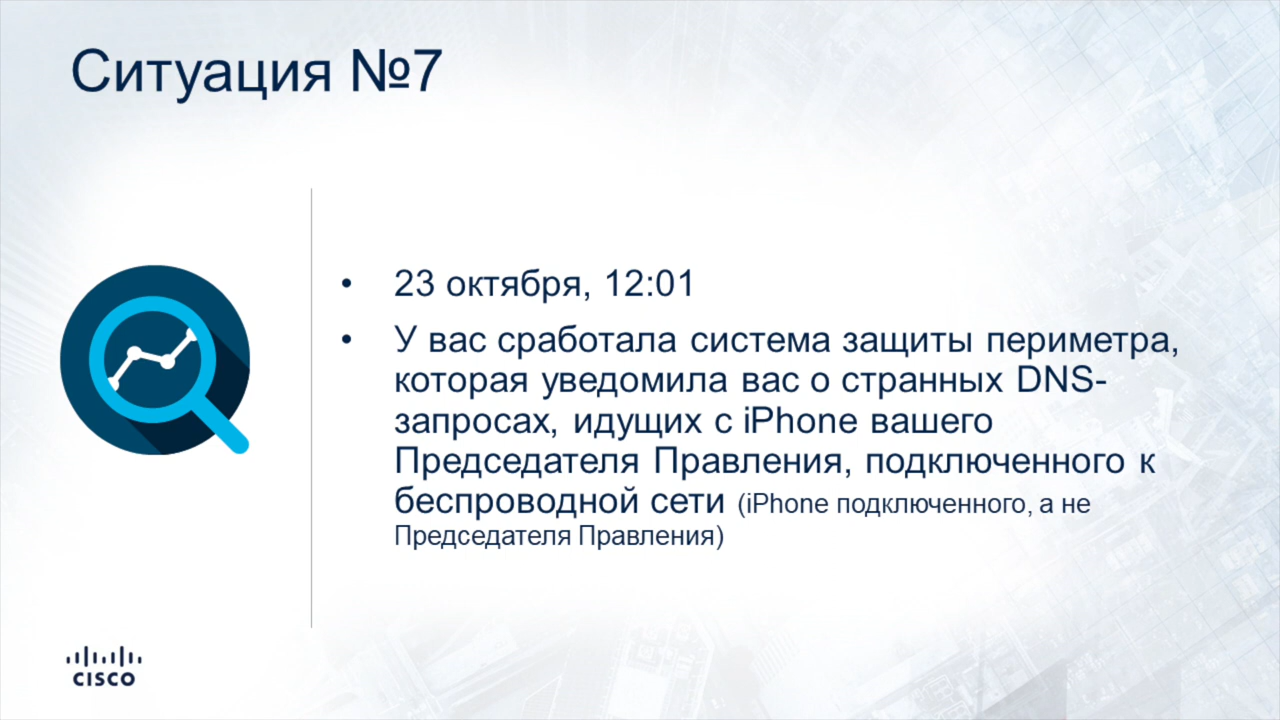 Ситуация №7
• 23 октября, 12:01
• У вас сработала система защиты периметра,
которая уведомила вас о странных DNS-
запросах, идущих с iPhone вашего
Председателя Правления, подключенного к
беспроводной сети (iPhone подключенного, а не
Председателя Правления)
CISCO